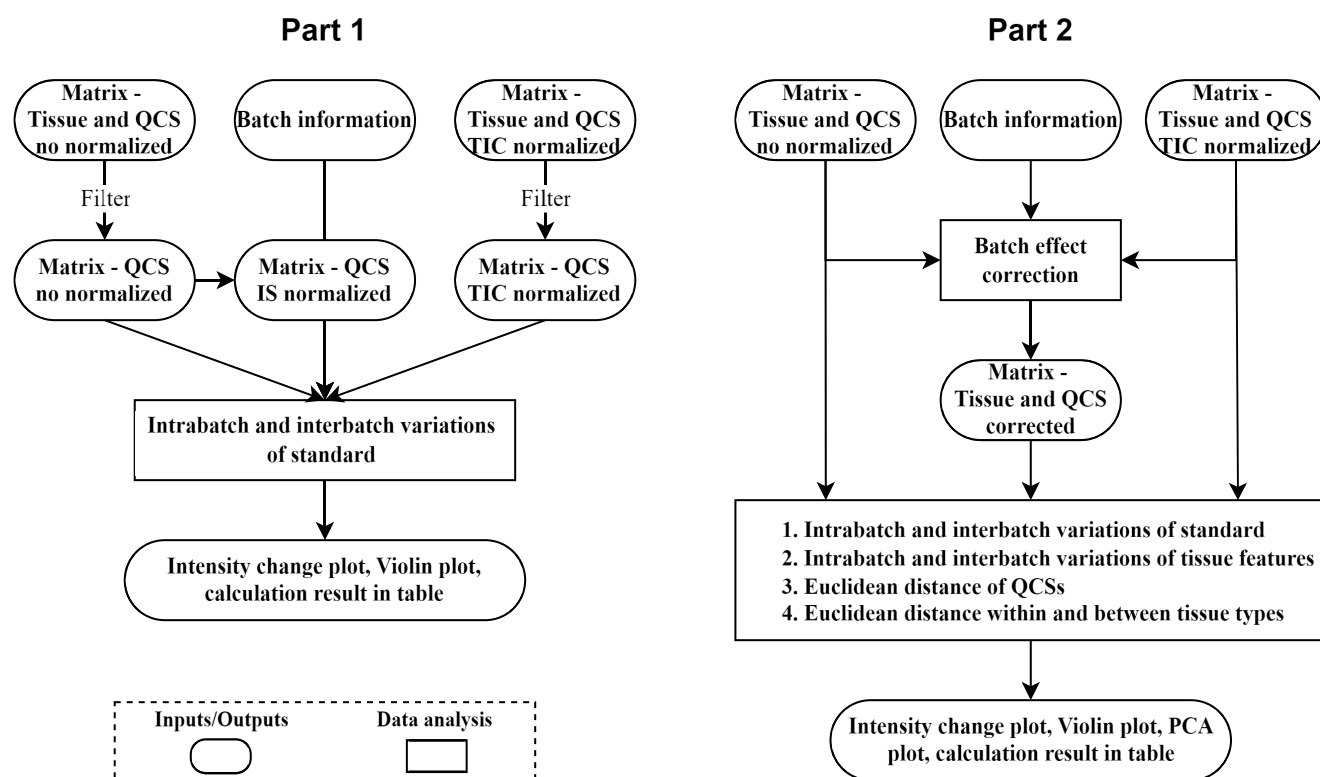 Part 1
Matrix -
Tissue and QCS
no normalized
Batch information
Matrix -
Tissue and QCS
TIC normalized
Filter
Filter
Matrix - QCS
no normalized
Matrix - QCS
IS normalized
Matrix - QCS
TIC normalized
Intrabatch and interbatch variations
of standard
Intensity change plot, Violin plot,
calculation result in table
Inputs/Outputs
Data analysis
Part 2
Matrix -
Tissue and QCS
no normalized
Batch information
Matrix -
Tissue and QCS
TIC normalized
Batch effect
correction
Matrix -
Tissue and QCS
corrected
1. Intrabatch and interbatch variations of standard
2. Intrabatch and interbatch variations of tissue features
3. Euclidean distance of QCSs
4. Euclidean distance within and between tissue types
Intensity change plot, Violin plot, PCA
plot, calculation result in table